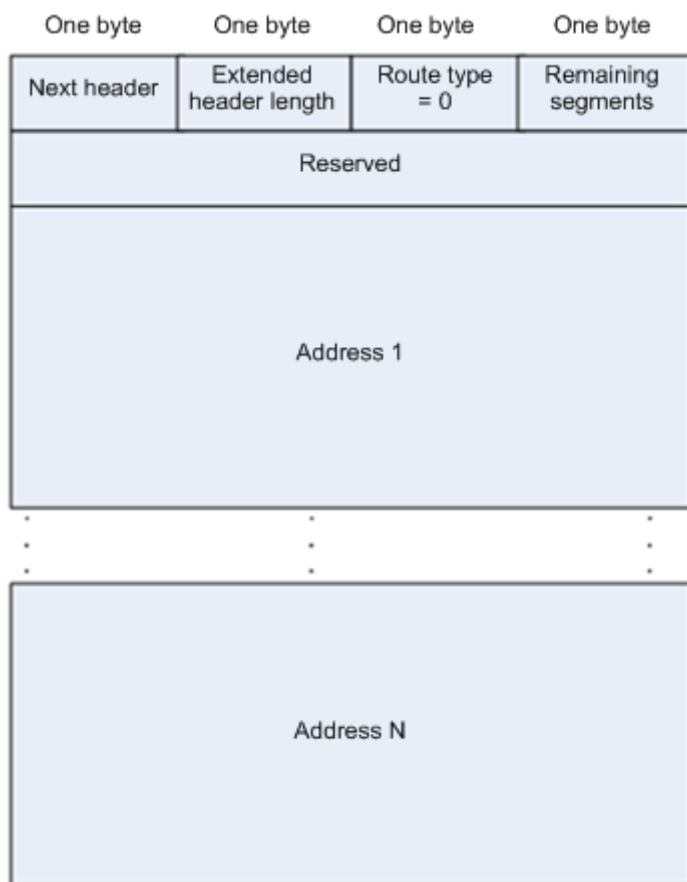 One byte One byte One byte One byte
Next header Extended header length Route type = 0 Remaining segments
Reserved
Address 1
Address N